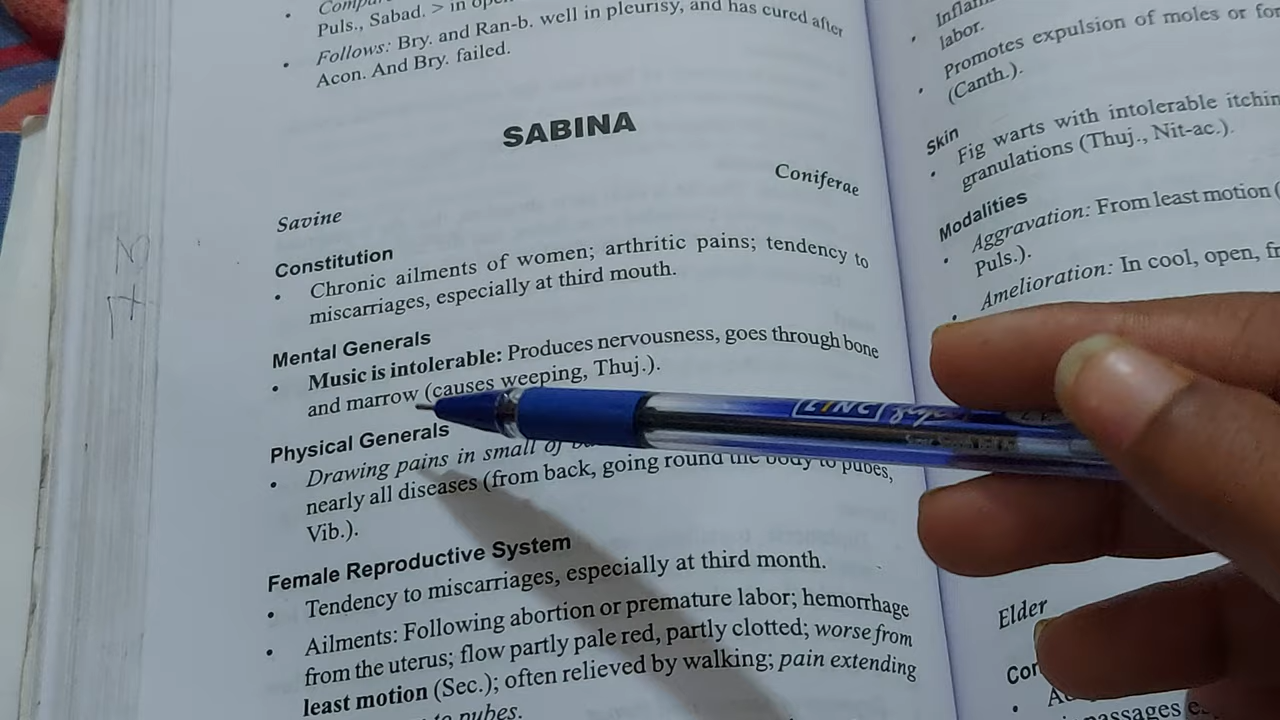 Puls., Sabad. > in open
Follows: Bry. and Ran-b. well in pleurisy, and has cured after
Acon. And Bry. failed.
SABINA
Coniferae
Savine
Constitution
• Chronic ailments of women; arthritic pains; tendency to
miscarriages, especially at third mouth.
Mental Generals
• Music is intolerable: Produces nervousness, goes through bone
and marrow (causes weeping, Thuj.).
Physical Generals
• Drawing pains in small of
nearly all diseases (from back, going round the body to pubes,
Vib.).
Female Reproductive System
• Tendency to miscarriages, especially at third month.
• Ailments: Following abortion or premature labor; hemorrhage
from the uterus; flow partly pale red, partly clotted; worse from
least motion (Sec.); often relieved by walking; pain extending
to pubes.
labor.
• Promotes expulsion of moles or
(Canth.).
Skin
• Fig warts with intolerable
granulations (Thuj., Nit-ac.).
Modalities
• Aggravation: From least motion (
Puls.).
• Amelioration: In cool, open,
Elder
passages
73
LINC